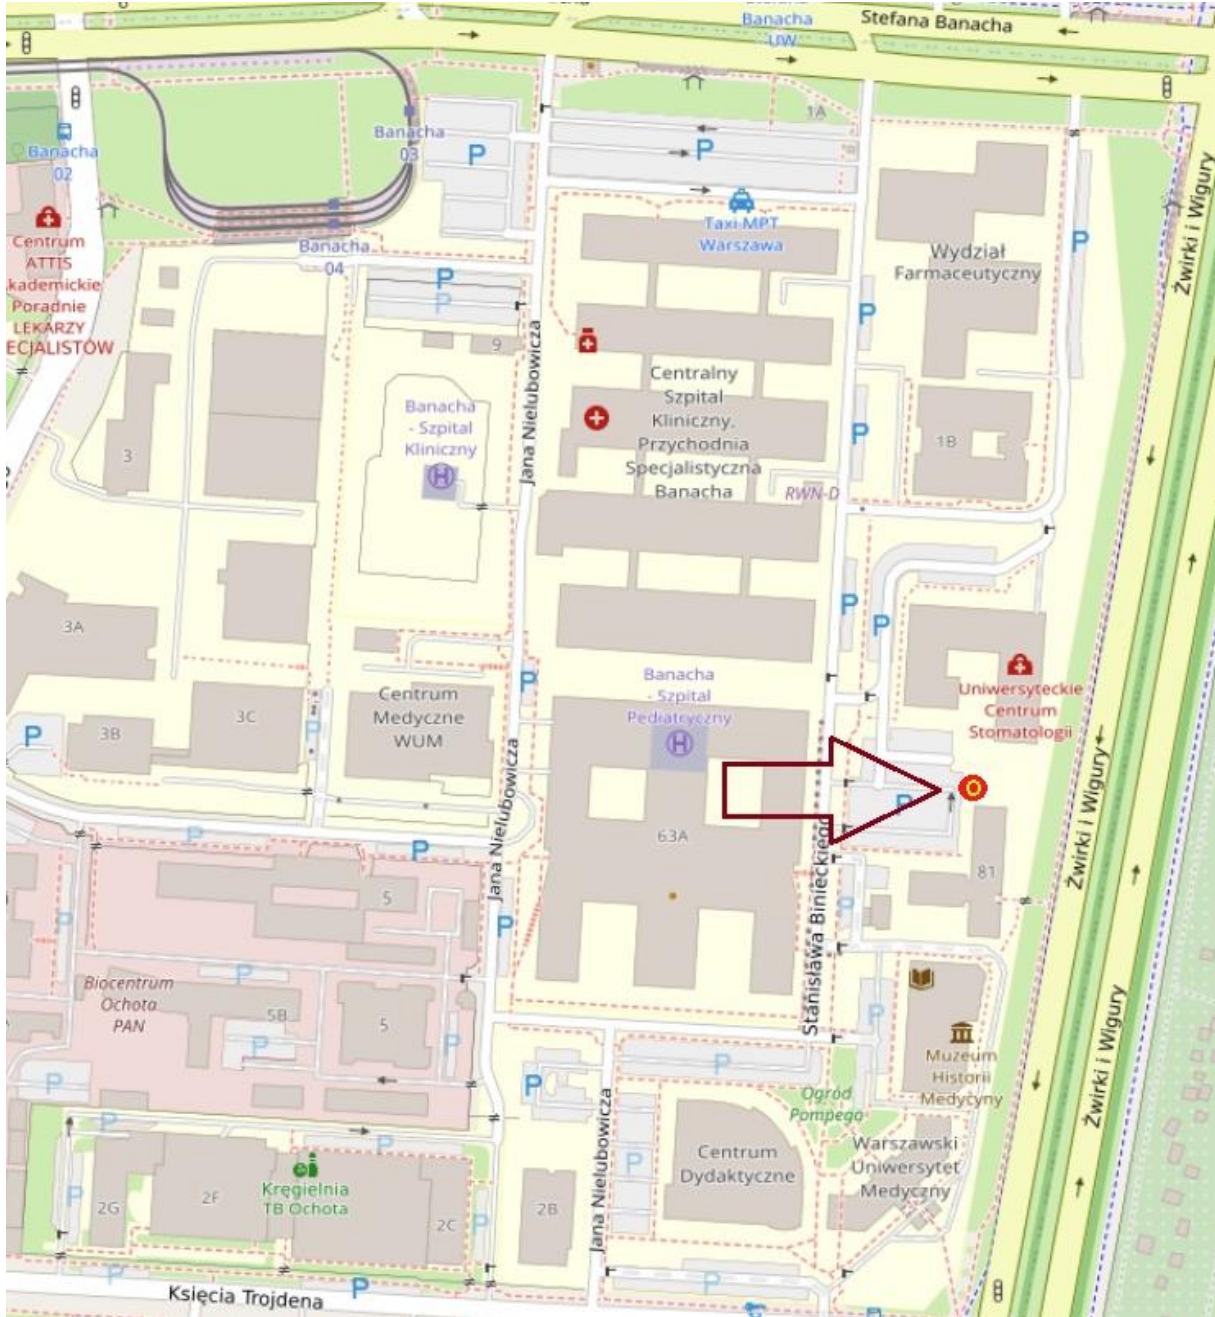 Banacha
UW
Stefana Banacha
1A
P
P
Banacha
03
Banacha
02
Taxi MPT
Warszawa
Centrum
ATTIS
kademickie
Poradnie
LEKARZY
ECJALISTÓW
Banacha
04
P
P
P
Wydział
Farmaceutyczny
Żwirki i Wigury
P
9
Jana Nielubowicza
Centralny
Szpital
Kliniczny,
Przychodnia
Specjalistyczna
Banacha
Banacha
- Szpital
Kliniczny
H
3
P
1B
RWN-D
P
P
3A
Banacha
- Szpital
Pediatryczny
H
P
Uniwersyteckie
Centrum
Stomatologii
Centrum
Medyczne
WUM
3C
3B
P
P
P
O
63A
Jana Nielubowicza
Stanisława Binieckiego
Żwirki i Wigury
P
P
81
5
P
P
P
P
Biocentrum
Ochota
PAN
5B
5
P
P
P
P
P
P
P
Muzeum
Historii
Medycyny
Żwirki i Wigury
Ogród
Pompego
Jana Nielubowicza
P
P
Centrum
Dydaktyczne
Warszawski
Uniwersytet
Medyczny
P
P
Kręgielnia
TB Ochota
2G
2F
2C
2B
P
P
P
P
Księcia Trojdena